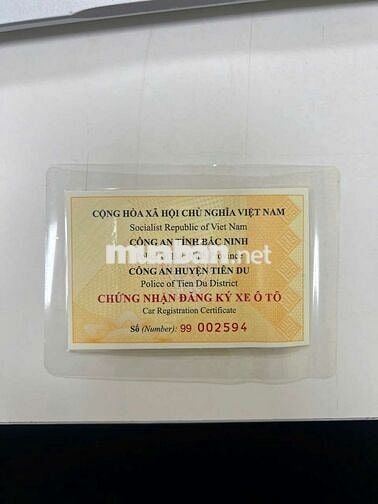 CỘNG HÒA XÃ HỘI CHỦ NGHĨA VIỆT NAM
Socialist Republic of Viet Nam
CÔNG AN TỈNH BẮC NINH
muaban.net
CÔNG AN HUYỆN TIÊN DU
Police of Tien Du District
CHỨNG NHẬN ĐĂNG KÝ XE Ô TÔ
Car Registration Certificate
Số (Number): 99 002594